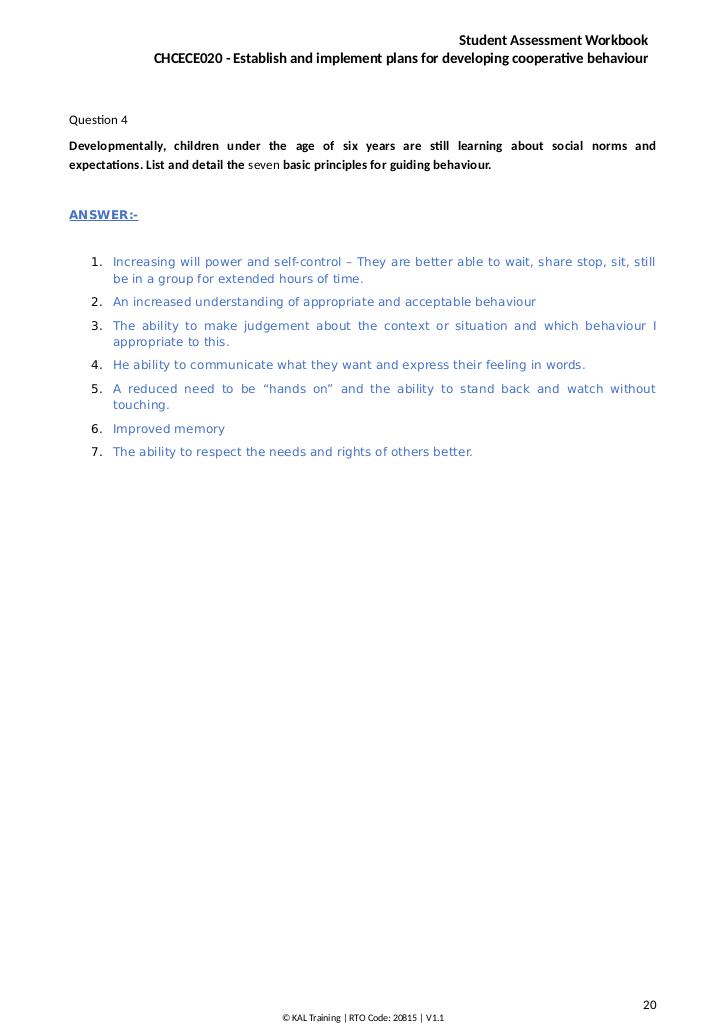 Student Assessment Workbook
CHCECE020 - Establish and implement plans for developing cooperative behaviour
Question 4
Developmentally, children under the age of six years are still learning about social norms and
expectations. List and detail the seven basic principles for guiding behaviour.
ANSWER:-
1. Increasing will power and self-control – They are better able to wait, share stop, sit, still
be in a group for extended hours of time.
2. An increased understanding of appropriate and acceptable behaviour
3. The ability to make judgement about the context or situation and which behaviour I
appropriate to this.
4. He ability to communicate what they want and express their feeling in words.
5. A reduced need to be “hands on” and the ability to stand back and watch without
touching.
6. Improved memory
7. The ability to respect the needs and rights of others better.
20
© KAL Training | RTO Code: 20815 | V1.1